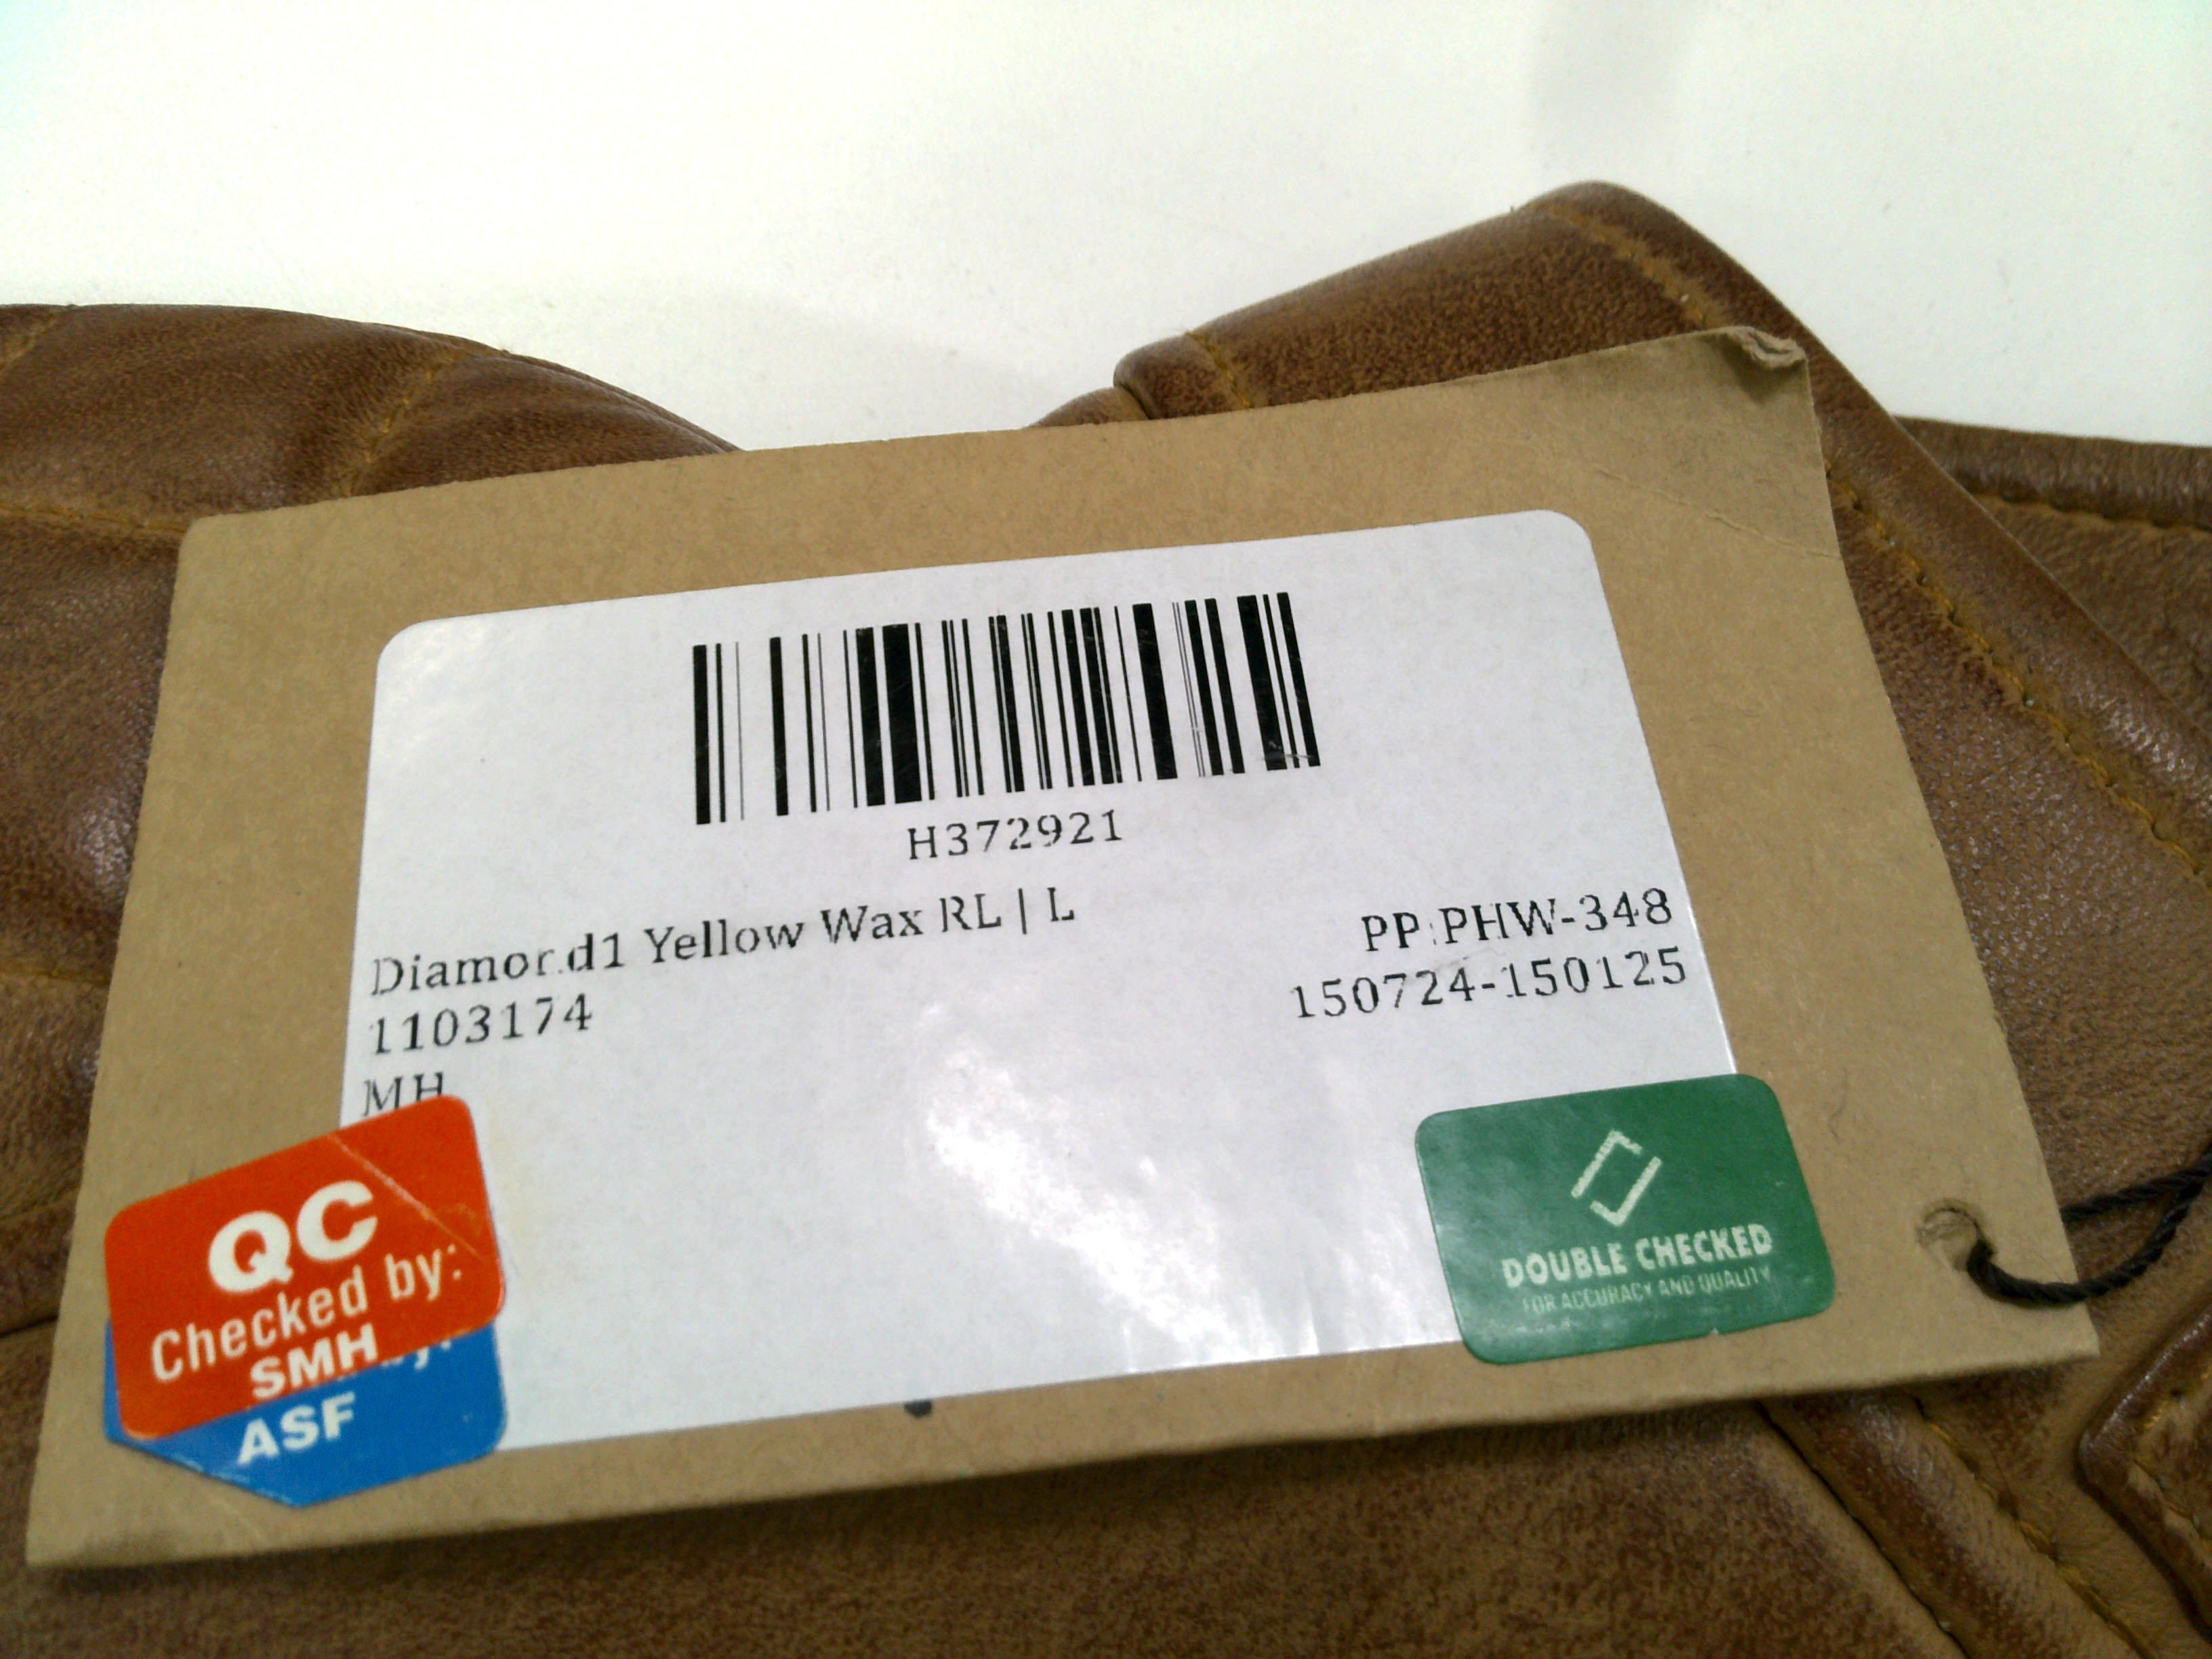 H372921
Diamond1 Yellow Wax RL | L
PP:PHW-348
1103174
150724-150125
MH
QC
Checked by:
SMH
ASF
DOUBLE CHECKED
FOR ACCURACY AND QUALITY